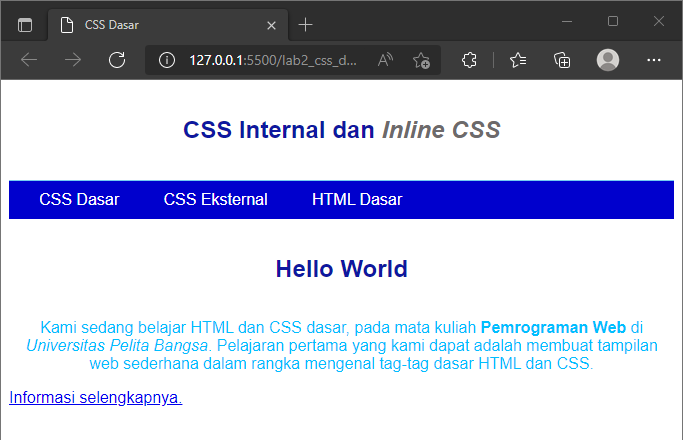 CSS Dasar
127.0.0.1:5500/lab2_css_d...
CSS Internal dan Inline CSS
CSS Dasar CSS Eksternal HTML Dasar
Hello World
Kami sedang belajar HTML dan CSS dasar, pada mata kuliah Pemrograman Web di
Universitas Pelita Bangsa. Pelajaran pertama yang kami dapat adalah membuat tampilan
web sederhana dalam rangka mengenal tag-tag dasar HTML dan CSS.
Informasi selengkapnya.